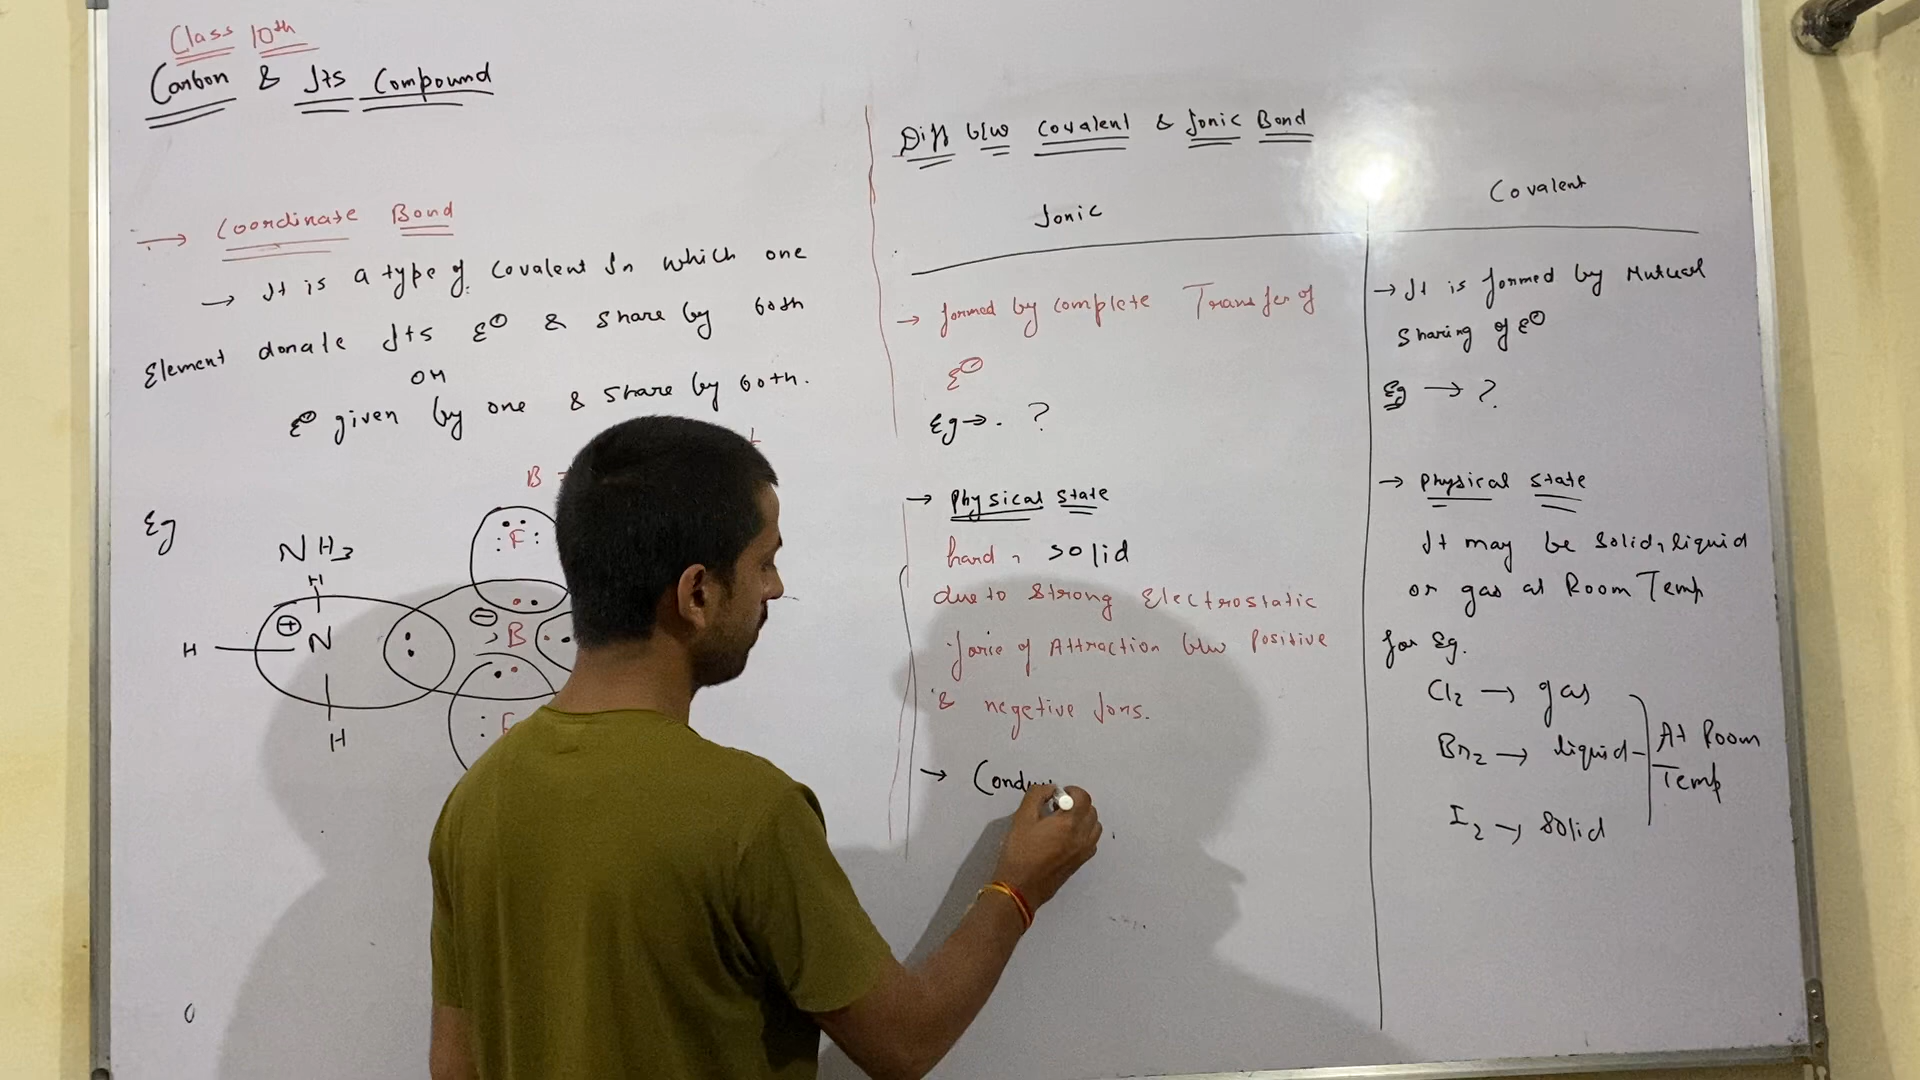 Class 10th
Carbon & Its Compound
→ Coordinate Bond
→ It is a type of covalent In which one
Element donate Its e⊖ & share by both
OR
e⊖ given by one & share by both.
Eg
NH3
B
F
H
H
⊕
N
⊖
B
H
F
Diff b/w Covalent & Ionic Bond
Ionic
→ formed by complete Transfer of
e⊖
Eg → . ?
→ Physical State
hard, solid
due to Strong Electrostatic
force of Attraction b/w Positive
& negetive Ions.
→ Condu
Covalent
→ It is formed by Mutual
Sharing of e⊖
Eg → ?
→ Physical State
It may be Solid, liquid
or gas at Room Temp
for Eg.
Cl2 → gas
Br2 → liquid
I2 → Solid
At Room
Temp